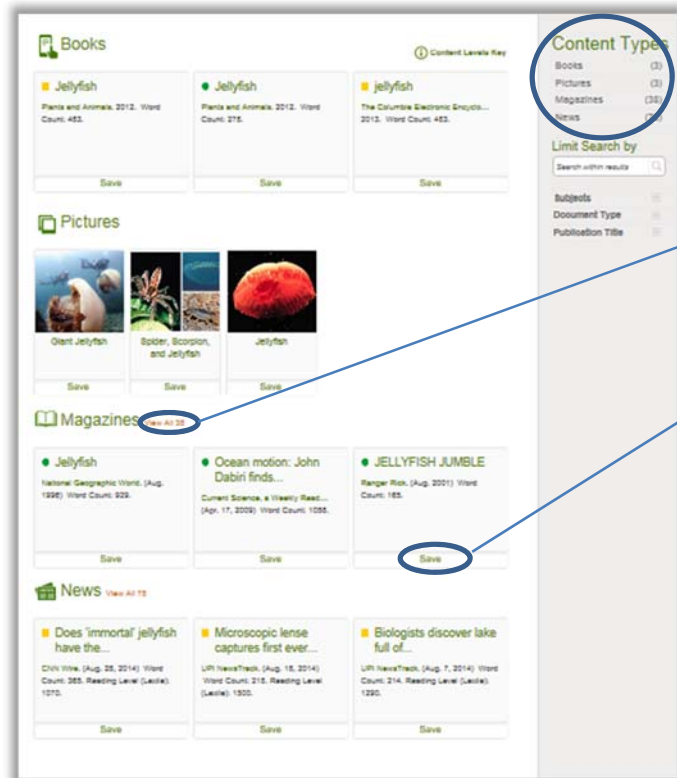 Books
Content Levels Key
Jellyfish
Plants and Animals. 2012. Word
Count: 453.
Save
Jellyfish
Plants and Animals. 2012. Word
Count: 276.
Save
jellyfish
The Columbia Electronic Encyclo...
2013. Word Count: 453.
Save
Pictures
Giant Jellyfish
Save
Spider, Scorpion,
and Jellyfish
Save
Jellyfish
Save
Magazines View All 38
Jellyfish
National Geographic World. (Aug.
1996) Word Count: 929.
Save
Ocean motion: John
Dabiri finds...
Current Science, a Weekly Read...
(Apr. 17, 2009) Word Count: 1056.
Save
JELLYFISH JUMBLE
Ranger Rick. (Aug. 2001) Word
Count: 165.
Save
News View All 75
Does 'immortal' jellyfish
have the...
CNN Wire. (Aug. 28, 2014) Word
Count: 365. Reading Level (Lexile):
1070.
Save
Microscopic lense
captures first ever...
UPI NewsTrack. (Aug. 15, 2014)
Word Count: 215. Reading Level
(Lexile): 1300.
Save
Biologists discover lake
full of...
UPI NewsTrack. (Aug. 7, 2014) Word
Count: 214. Reading Level (Lexile):
1290.
Save
Content Types
Books (3)
Pictures (3)
Magazines (38)
News
Limit Search by
Search within results
Subjects
Document Type
Publication Title